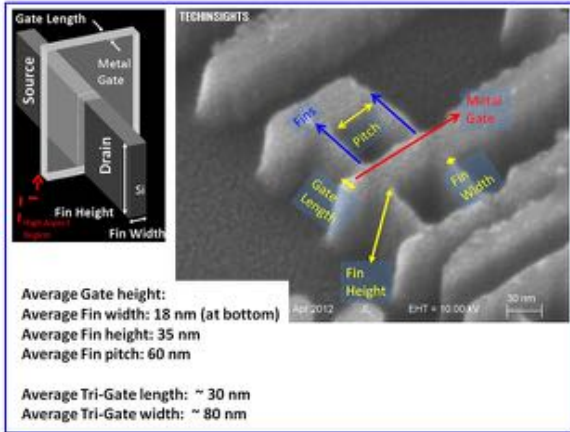 Gate Length
Metal
Gate
Source
Drain
Si
Fin Height
Fin Width
Region
TECHINSIGHTS
Fins
Pitch
Metal
Gate
Gate
Length
Fin
Width
Fin
Height
Apr 2012
EHT = 10.00 kV
30 nm
Average Gate height:
Average Fin width: 18 nm (at bottom)
Average Fin height: 35 nm
Average Fin pitch: 60 nm
Average Tri-Gate length: ~ 30 nm
Average Tri-Gate width: ~ 80 nm